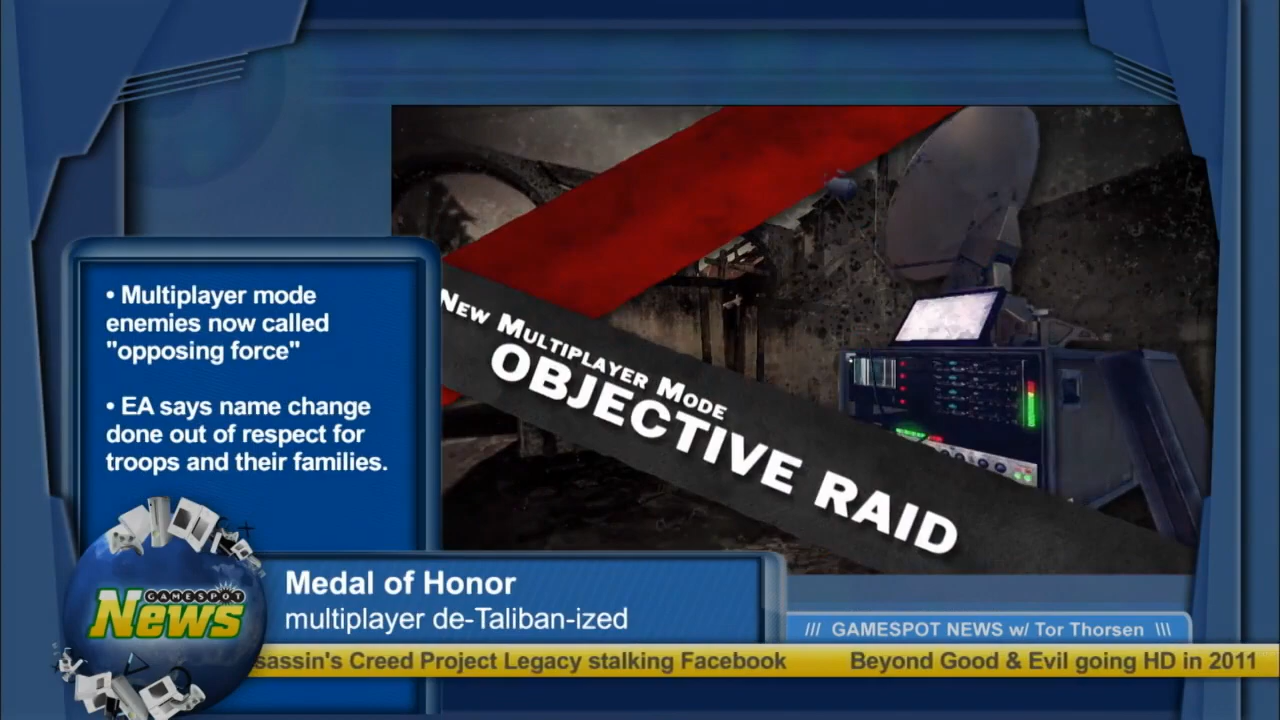 • Multiplayer mode
enemies now called
"opposing force"
• EA says name change
done out of respect for
troops and their families.
New Multiplayer Mode
OBJECTIVE RAID
GAMESPOT
News
Medal of Honor
multiplayer de-Taliban-ized
/// GAMESPOT NEWS w/ Tor Thorsen \\\
sassin's Creed Project Legacy stalking Facebook Beyond Good & Evil going HD in 2011